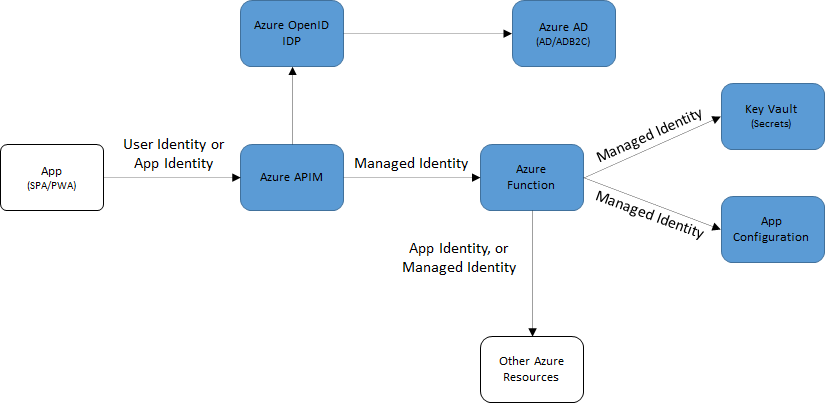 Azure OpenID
IDP
Azure AD
(AD/ADB2C)
Key Vault
(Secrets)
User Identity or
App Identity
Managed Identity
App
(SPA/PWA)
Azure APIM
Managed Identity
Azure
Function
Managed Identity
App
Configuration
App Identity, or
Managed Identity
Other Azure
Resources